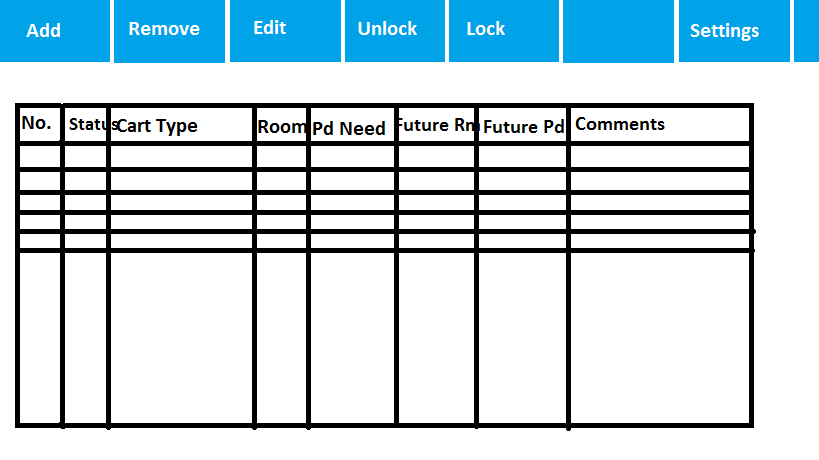 Add Remove Edit Unlock Lock Settings
No. Status Cart Type Room Pd Need Future Rm Future Pd Comments